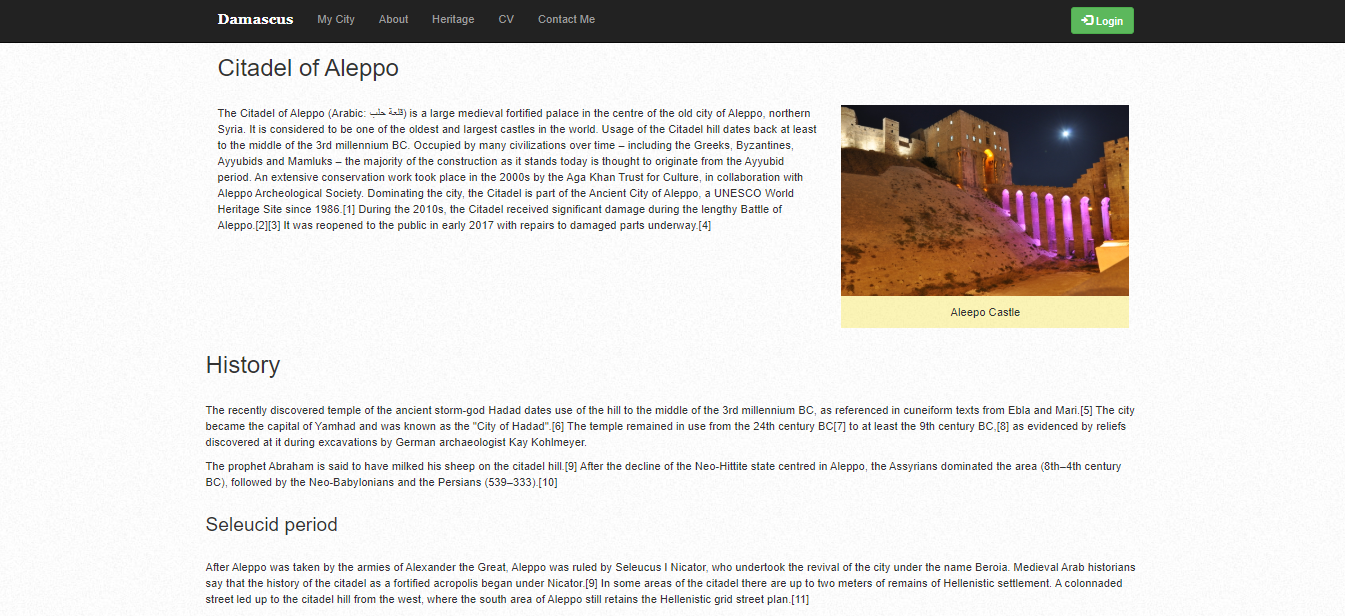 Damascus My City About Heritage CV Contact Me Login
Citadel of Aleppo
The Citadel of Aleppo (Arabic: قلعة حلب) is a large medieval fortified palace in the centre of the old city of Aleppo, northern
Syria. It is considered to be one of the oldest and largest castles in the world. Usage of the Citadel hill dates back at least
to the middle of the 3rd millennium BC. Occupied by many civilizations over time – including the Greeks, Byzantines,
Ayyubids and Mamluks – the majority of the construction as it stands today is thought to originate from the Ayyubid
period. An extensive conservation work took place in the 2000s by the Aga Khan Trust for Culture, in collaboration with
Aleppo Archeological Society. Dominating the city, the Citadel is part of the Ancient City of Aleppo, a UNESCO World
Heritage Site since 1986.[1] During the 2010s, the Citadel received significant damage during the lengthy Battle of
Aleppo.[2][3] It was reopened to the public in early 2017 with repairs to damaged parts underway.[4]
Aleepo Castle
History
The recently discovered temple of the ancient storm-god Hadad dates use of the hill to the middle of the 3rd millennium BC, as referenced in cuneiform texts from Ebla and Mari.[5] The city
became the capital of Yamhad and was known as the "City of Hadad".[6] The temple remained in use from the 24th century BC[7] to at least the 9th century BC,[8] as evidenced by reliefs
discovered at it during excavations by German archaeologist Kay Kohlmeyer.
The prophet Abraham is said to have milked his sheep on the citadel hill.[9] After the decline of the Neo-Hittite state centred in Aleppo, the Assyrians dominated the area (8th–4th century
BC), followed by the Neo-Babylonians and the Persians (539–333).[10]
Seleucid period
After Aleppo was taken by the armies of Alexander the Great, Aleppo was ruled by Seleucus I Nicator, who undertook the revival of the city under the name Beroia. Medieval Arab historians
say that the history of the citadel as a fortified acropolis began under Nicator.[9] In some areas of the citadel there are up to two meters of remains of Hellenistic settlement. A colonnaded
street led up to the citadel hill from the west, where the south area of Aleppo still retains the Hellenistic grid street plan.[11]